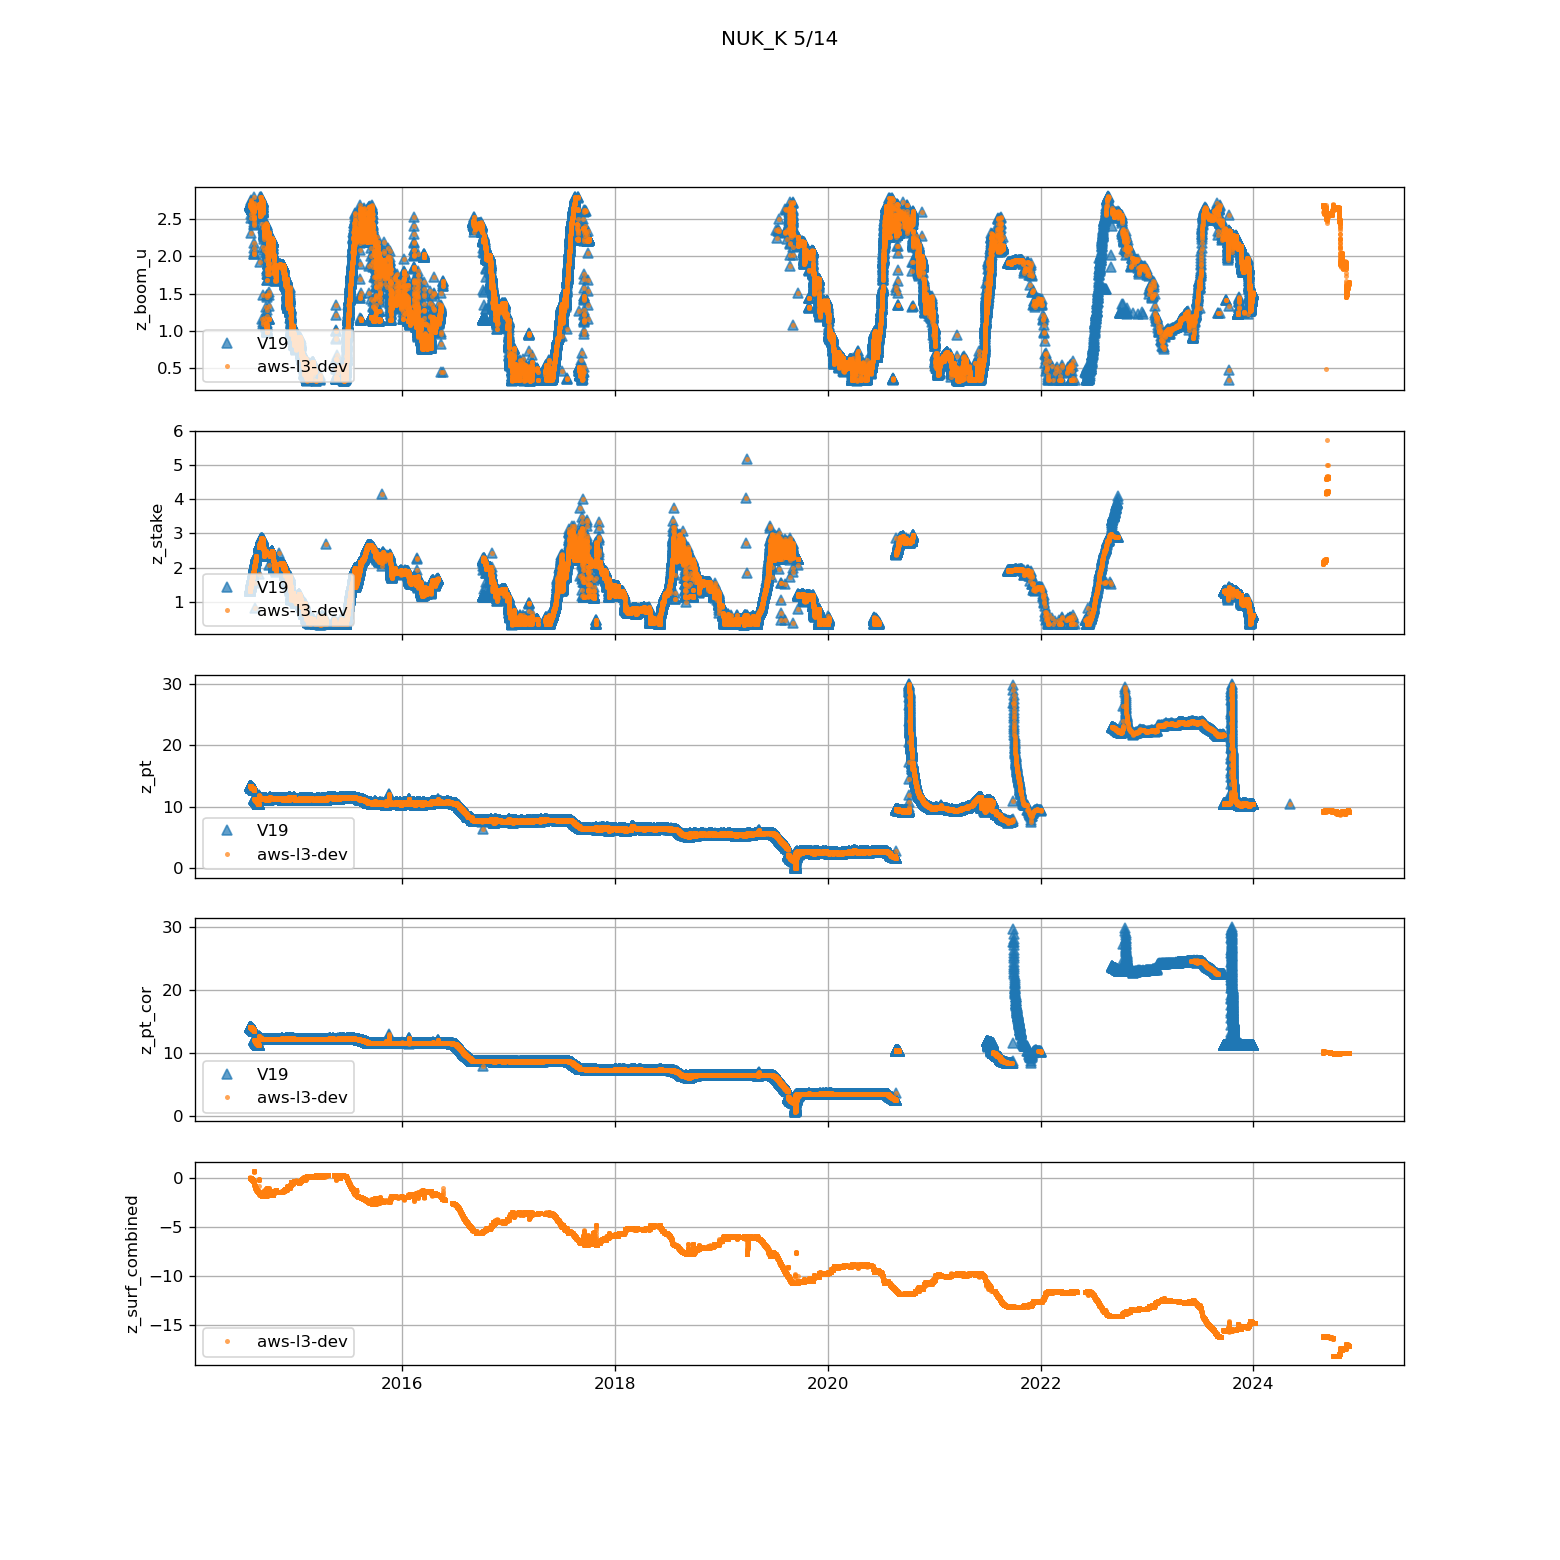 NUK_K 5/14
z_boom_u
2.5
2.0
1.5
1.0
0.5
V19
aws-l3-dev
z_stake
6
5
4
3
2
1
V19
aws-l3-dev
z_pt
30
20
10
0
V19
aws-l3-dev
z_pt_cor
30
20
10
0
V19
aws-l3-dev
z_surf_combined
0
−5
−10
−15
aws-l3-dev
2016 2018 2020 2022 2024